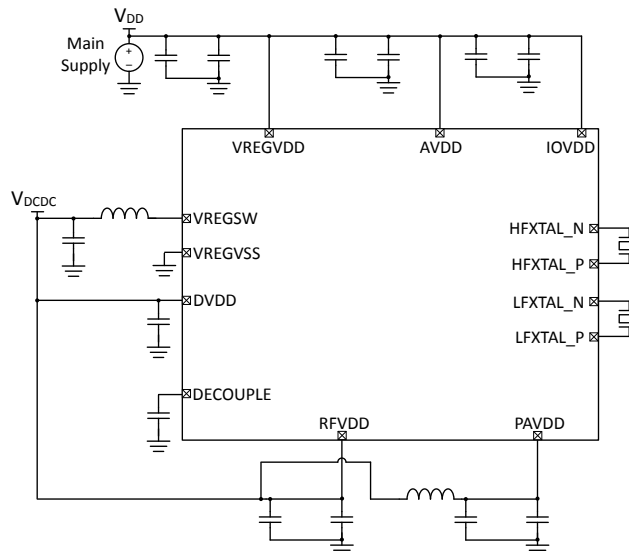 VDD
Main
Supply
+
−
VREGVDD
AVDD
IOVDD
VDCDC
VREGSW
HFXTAL_N
VREGVSS
HFXTAL_P
DVDD
LFXTAL_N
LFXTAL_P
DECOUPLE
RFVDD
PAVDD